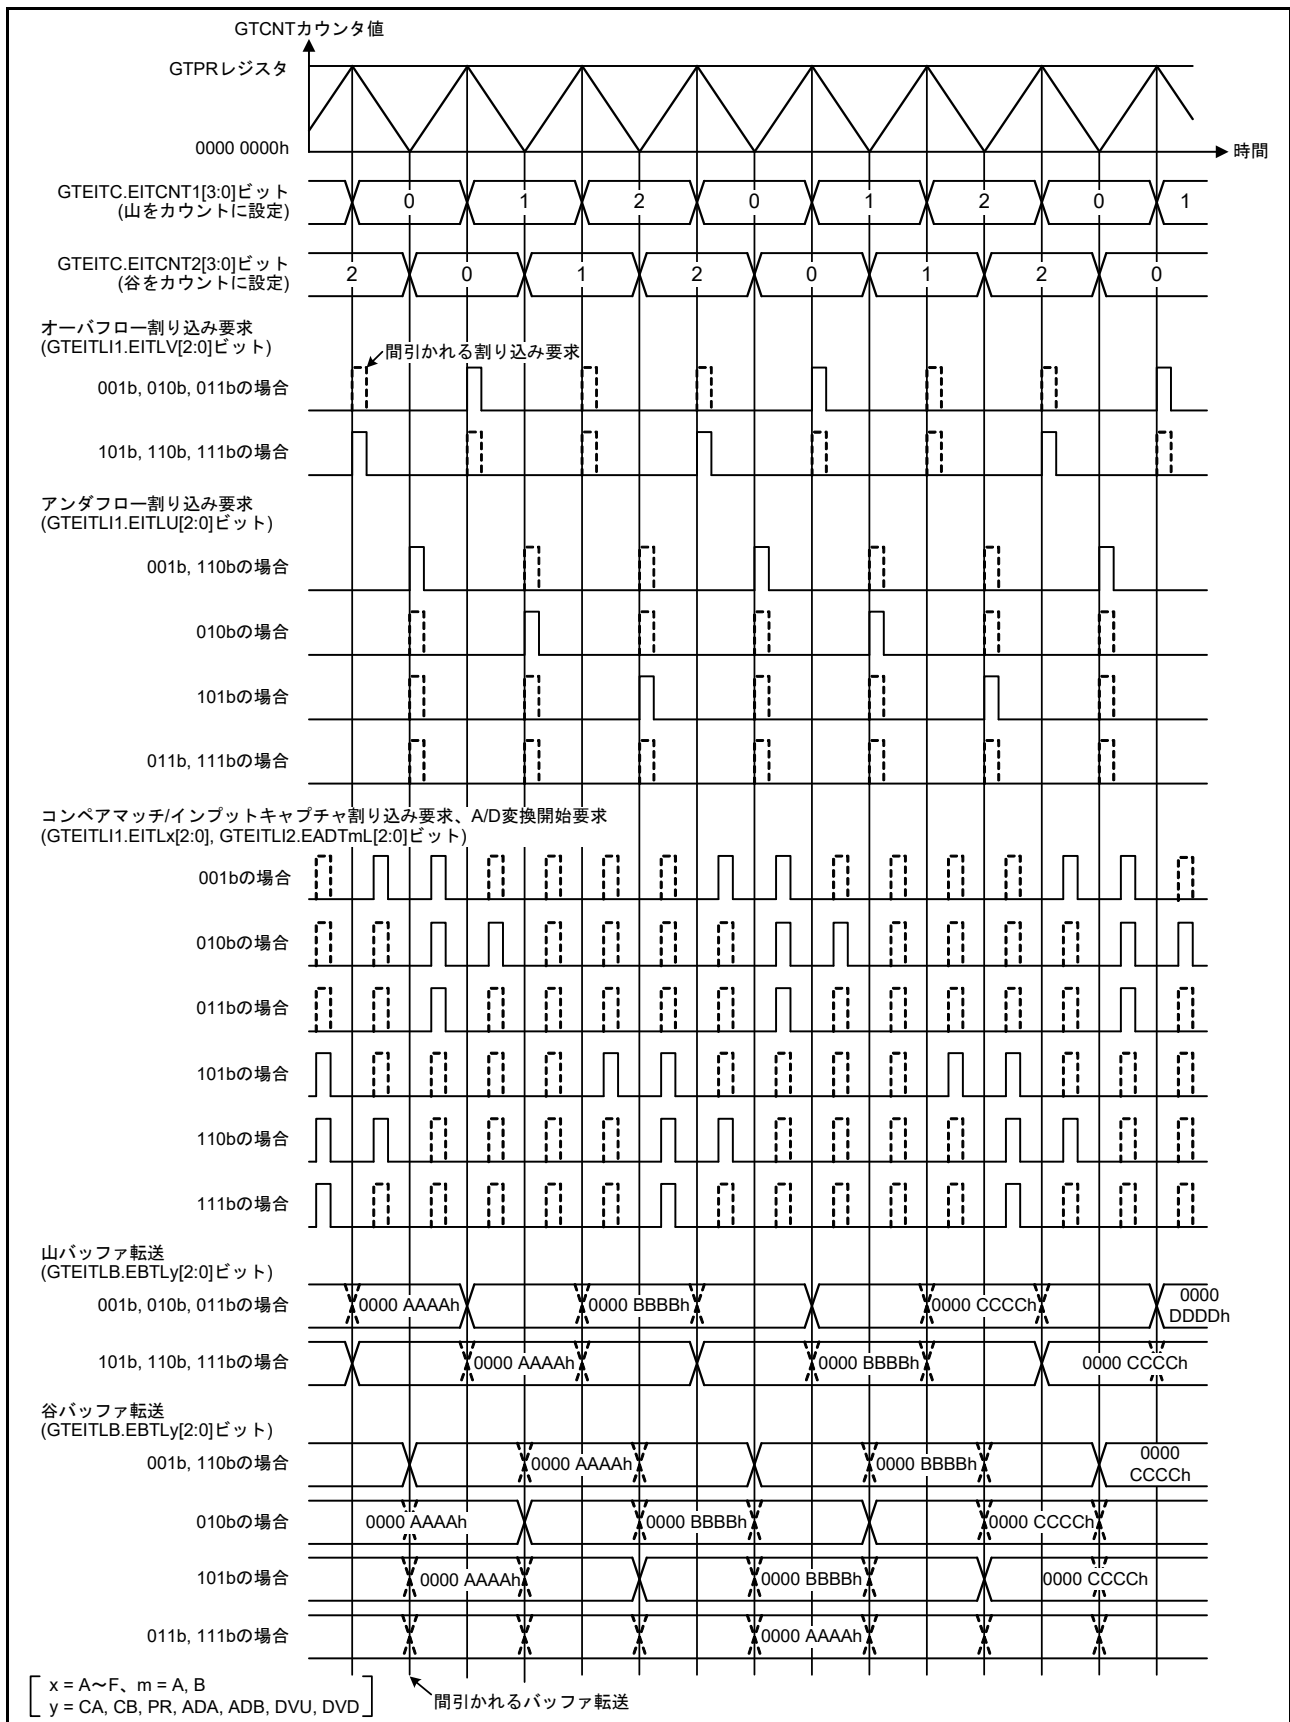 GTCNTカウンタ値
GTPRレジスタ
0000 0000h
時間
GTEITC.EITCNT1[3:0]ビット
(山をカウントに設定)
0 1 2 0 1 2 0 1
GTEITC.EITCNT2[3:0]ビット
(谷をカウントに設定)
2 0 1 2 0 1 2 0
オーバフロー割り込み要求
(GTEITLI1.EITLV[2:0]ビット)
間引かれる割り込み要求
001b, 010b, 011bの場合
101b, 110b, 111bの場合
アンダフロー割り込み要求
(GTEITLI1.EITLU[2:0]ビット)
001b, 110bの場合
010bの場合
101bの場合
011b, 111bの場合
コンペアマッチ/インプットキャプチャ割り込み要求、A/D変換開始要求
(GTEITLI1.EITLx[2:0], GTEITLI2.EADTmL[2:0]ビット)
001bの場合
010bの場合
011bの場合
101bの場合
110bの場合
111bの場合
山バッファ転送
(GTEITLB.EBTLy[2:0]ビット)
001b, 010b, 011bの場合
0000 AAAAh 0000 BBBBh 0000 CCCCh 0000 DDDDh
101b, 110b, 111bの場合
0000 AAAAh 0000 BBBBh 0000 CCCCh
谷バッファ転送
(GTEITLB.EBTLy[2:0]ビット)
001b, 110bの場合
0000 AAAAh 0000 BBBBh 0000 CCCCh
010bの場合
0000 AAAAh 0000 BBBBh 0000 CCCCh
101bの場合
0000 AAAAh 0000 BBBBh 0000 CCCCh
011b, 111bの場合
0000 AAAAh
x = A～F、m = A, B
y = CA, CB, PR, ADA, ADB, DVU, DVD
間引かれるバッファ転送